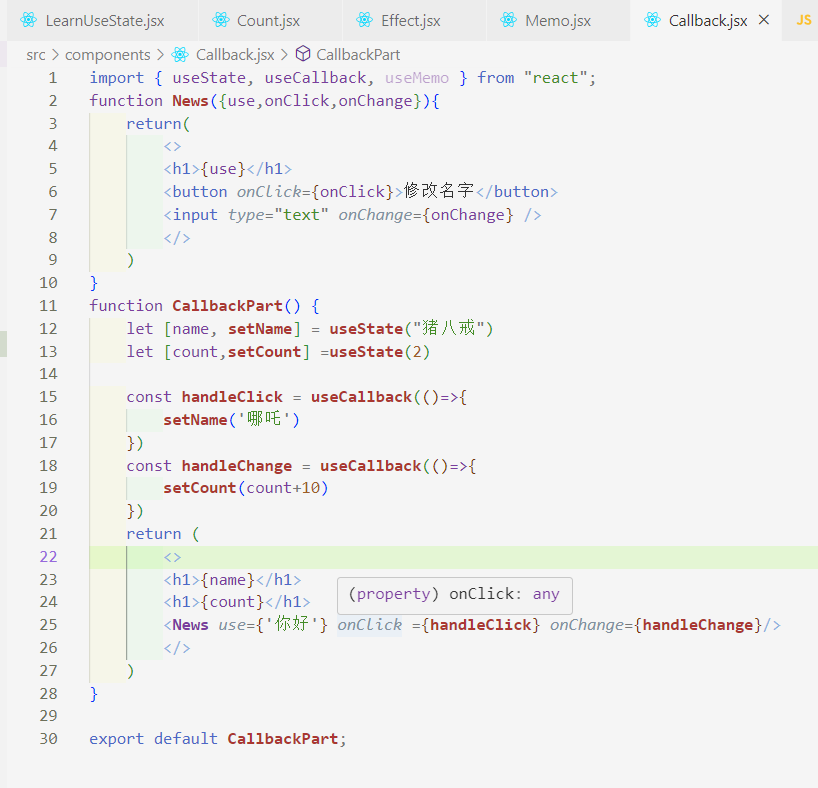 LearnUseState.jsx Count.jsx Effect.jsx Memo.jsx Callback.jsx × JS
src > components > Callback.jsx > CallbackPart
1 import { useState, useCallback, useMemo } from "react";
2 function News({use,onClick,onChange}){
3 return(
4 <>
5 <h1>{use}</h1>
6 <button onClick={onClick}>修改名字</button>
7 <input type="text" onChange={onChange} />
8 </>
9 )
10 }
11 function CallbackPart() {
12 let [name, setName] = useState("猪八戒")
13 let [count,setCount] =useState(2)
14
15 const handleClick = useCallback(()=>{
16 setName('哪吒')
17 })
18 const handleChange = useCallback(()=>{
19 setCount(count+10)
20 })
21 return (
22 <>
23 <h1>{name}</h1>
(property) onClick: any
24 <h1>{count}</h1>
25 <News use={'你好'} onClick ={handleClick} onChange={handleChange}/>
26 </>
27 )
28 }
29
30 export default CallbackPart;